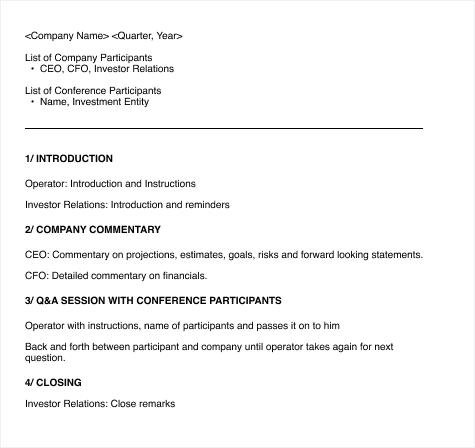 <Company Name> <Quarter, Year>
List of Company Participants
• CEO, CFO, Investor Relations
List of Conference Participants
• Name, Investment Entity
1/ INTRODUCTION
Operator: Introduction and Instructions
Investor Relations: Introduction and reminders
2/ COMPANY COMMENTARY
CEO: Commentary on projections, estimates, goals, risks and forward looking statements.
CFO: Detailed commentary on financials.
3/ Q&A SESSION WITH CONFERENCE PARTICIPANTS
Operator with instructions, name of participants and passes it on to him
Back and forth between participant and company until operator takes again for next
question.
4/ CLOSING
Investor Relations: Close remarks